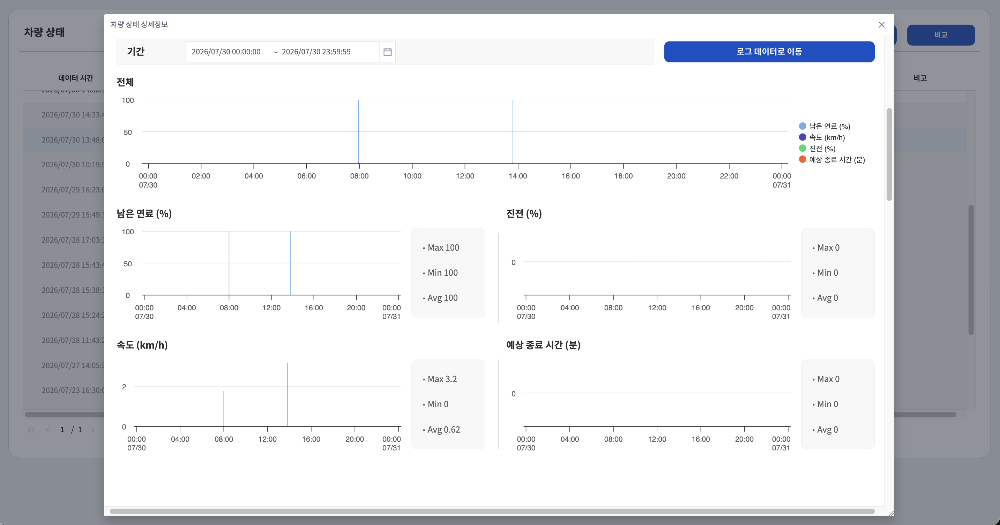 차량 상태 상세정보
차량 상태
비교
기간
2026/07/30 00:00:00 ~ 2026/07/30 23:59:59
로그 데이터로 이동
데이터 시간
비고
2026/07/30 14:33:4
2026/07/30 13:48:0
2026/07/30 10:19:5
2026/07/29 16:23:0
2026/07/29 15:49:1
2026/07/28 17:03:1
2026/07/28 15:43:4
2026/07/28 15:38:1
2026/07/28 15:24:2
2026/07/28 11:43:2
2026/07/27 14:05:3
2026/07/23 16:30:0
1 / 1
전체
100
50
0
00:00 02:00 04:00 06:00 08:00 10:00 12:00 14:00 16:00 18:00 20:00 22:00 00:00
07/30 07/31
남은 연료 (%)
속도 (km/h)
진전 (%)
예상 종료 시간 (분)
남은 연료 (%)
100
50
0
00:00 04:00 08:00 12:00 16:00 20:00 00:00
07/30 07/31
• Max 100
• Min 100
• Avg 100
진전 (%)
0
00:00 04:00 08:00 12:00 16:00 20:00 00:00
07/30 07/31
• Max 0
• Min 0
• Avg 0
속도 (km/h)
2
0
00:00 04:00 08:00 12:00 16:00 20:00 00:00
07/30 07/31
• Max 3.2
• Min 0
• Avg 0.62
예상 종료 시간 (분)
0
00:00 04:00 08:00 12:00 16:00 20:00 00:00
07/30 07/31
• Max 0
• Min 0
• Avg 0